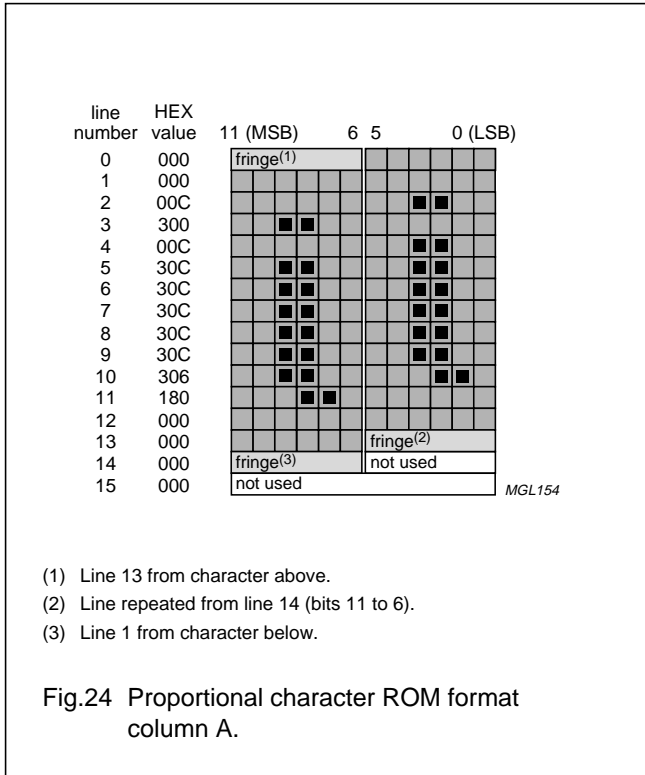 line HEX
number value 11 (MSB) 6 5 0 (LSB)
0 000 fringe(1)
1 000
2 00C
3 300
4 00C
5 30C
6 30C
7 30C
8 30C
9 30C
10 306
11 180
12 000
13 000 fringe(2)
14 000 fringe(3) not used
15 000 not used
MGL154
(1) Line 13 from character above.
(2) Line repeated from line 14 (bits 11 to 6).
(3) Line 1 from character below.
Fig.24 Proportional character ROM format
column A.